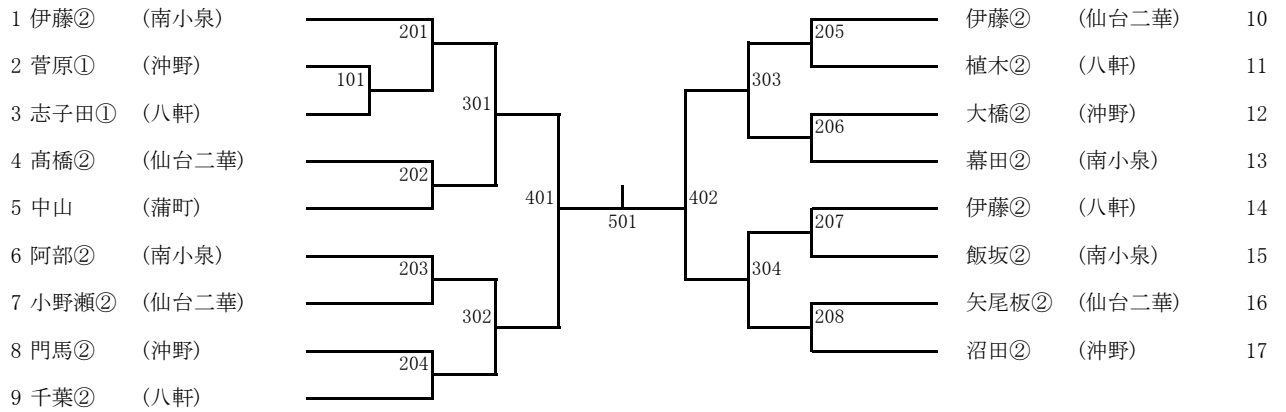 1 伊藤② (南小泉)
2 菅原① (沖野)
3 志子田① (八軒)
4 髙橋② (仙台二華)
5 中山 (蒲町)
6 阿部② (南小泉)
7 小野瀬② (仙台二華)
8 門馬② (沖野)
9 千葉② (八軒)
201
101
301
202
401
203
302
204
501
205
303
206
402
207
304
208
伊藤② (仙台二華) 10
植木② (八軒) 11
大橋② (沖野) 12
幕田② (南小泉) 13
伊藤② (八軒) 14
飯坂② (南小泉) 15
矢尾板② (仙台二華) 16
沼田② (沖野) 17